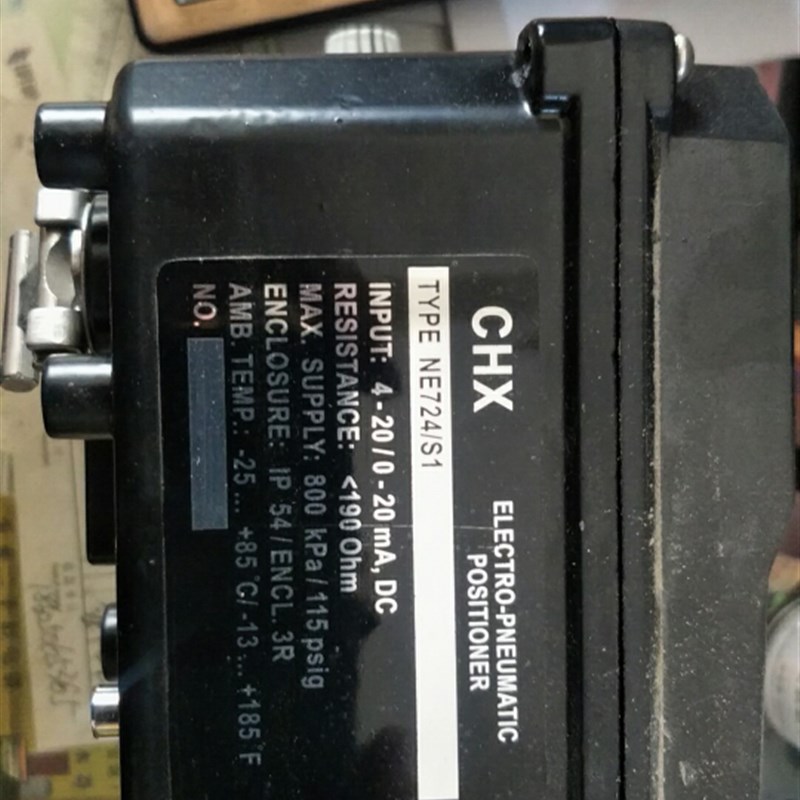 CHX
ELECTRO-PNEUMATIC
POSITIONER
TYPE NE724/S1
INPUT: 4 - 20 / 0 - 20 mA, DC
RESISTANCE: <190 Ohm
MAX. SUPPLY: 800 kPa / 115 psig
ENCLOSURE: IP 54 / ENCL. 3R
AMB. TEMP.: -25 ... +85°C/ -13 ... +185°F
NO.